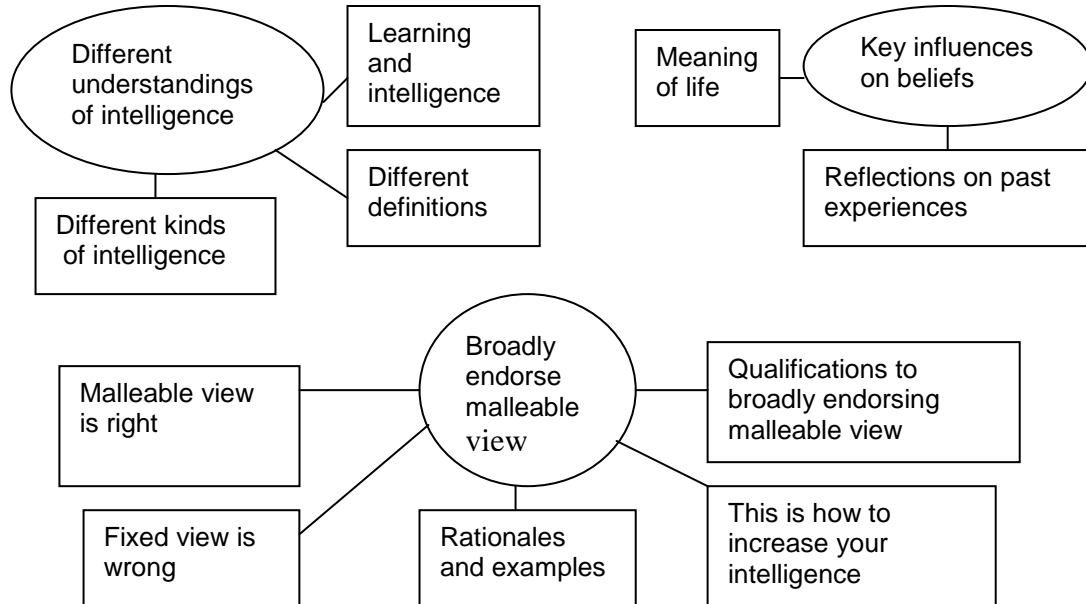 Different
understandings
of intelligence
Learning
and
intelligence
Different
definitions
Different kinds
of intelligence
Meaning
of life
Key influences
on beliefs
Reflections on past
experiences
Broadly
endorse
malleable
view
Malleable view
is right
Fixed view is
wrong
Rationales
and examples
Qualifications to
broadly endorsing
malleable view
This is how to
increase your
intelligence